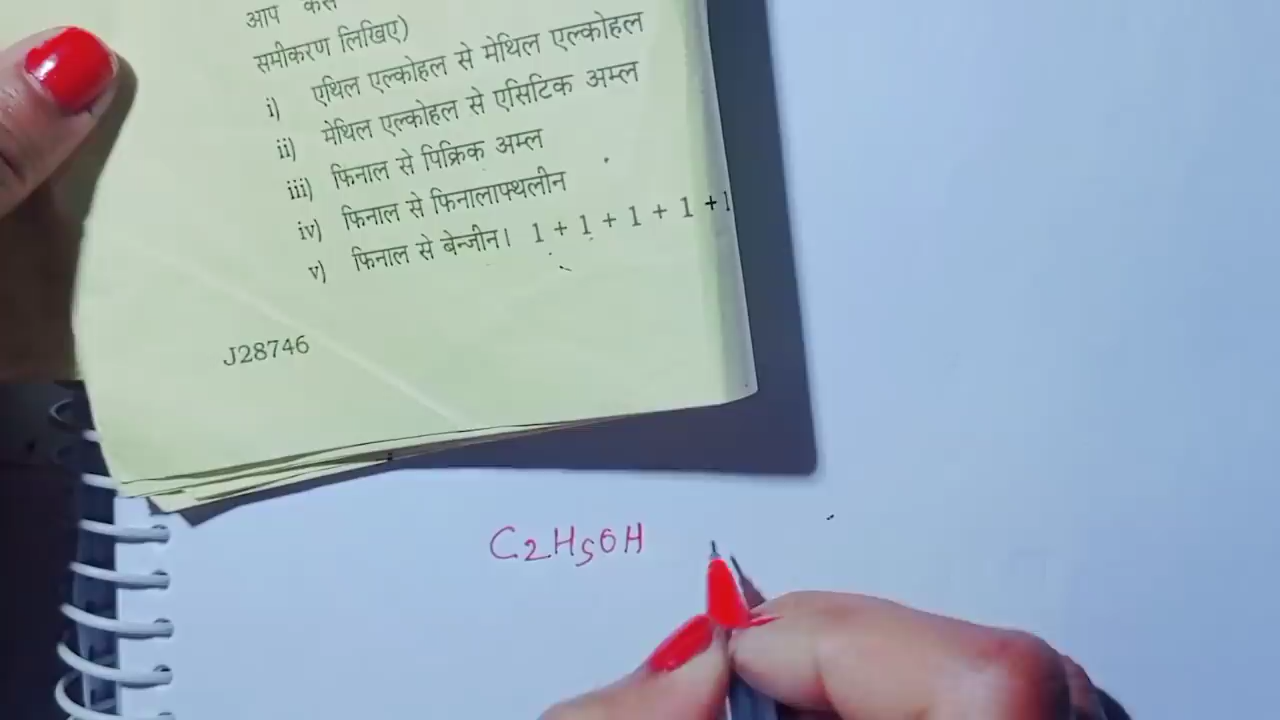 आप कैसे
समीकरण लिखिए)
i) एथिल एल्कोहल से मेथिल एल्कोहल
ii) मेथिल एल्कोहल से एसिटिक अम्ल
iii) फिनाल से पिक्रिक अम्ल
iv) फिनाल से फिनालाफ्थलीन
v) फिनाल से बेन्जीन। 1 + 1 + 1 + 1 + 1
J28746
C2H5OH